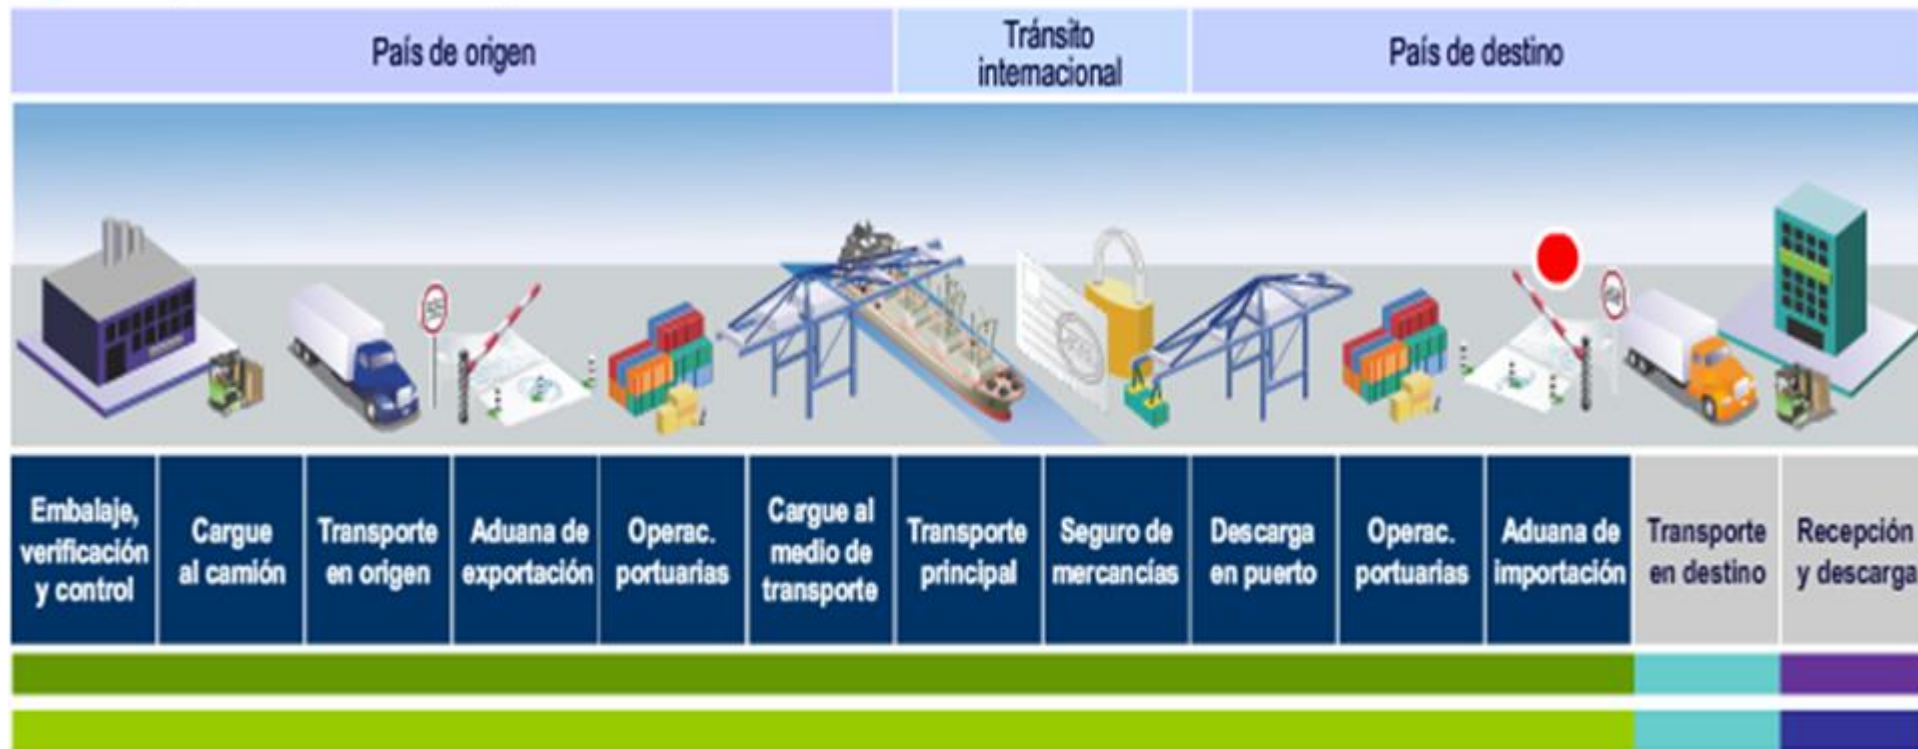 País de origen
Tránsito
internacional
País de destino
Embalaje,
verificación
y control
Cargue
al camión
Transporte
en origen
Aduana de
exportación
Operac.
portuarias
Cargue al
medio de
transporte
Transporte
principal
Seguro de
mercancías
Descarga
en puerto
Operac.
portuarias
Aduana de
importación
Transporte
en destino
Recepción
y descarga